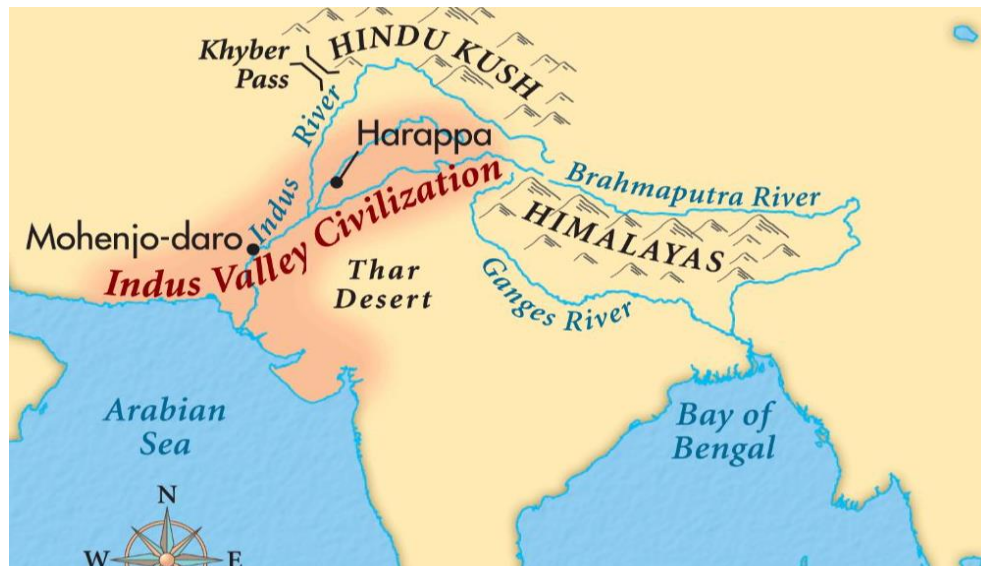 Khyber
Pass
HINDU KUSH
Indus River
Harappa
Brahmaputra River
Mohenjo-daro
Indus Valley Civilization
HIMALAYAS
Thar
Desert
Ganges River
Arabian
Sea
Bay of
Bengal
N
W E